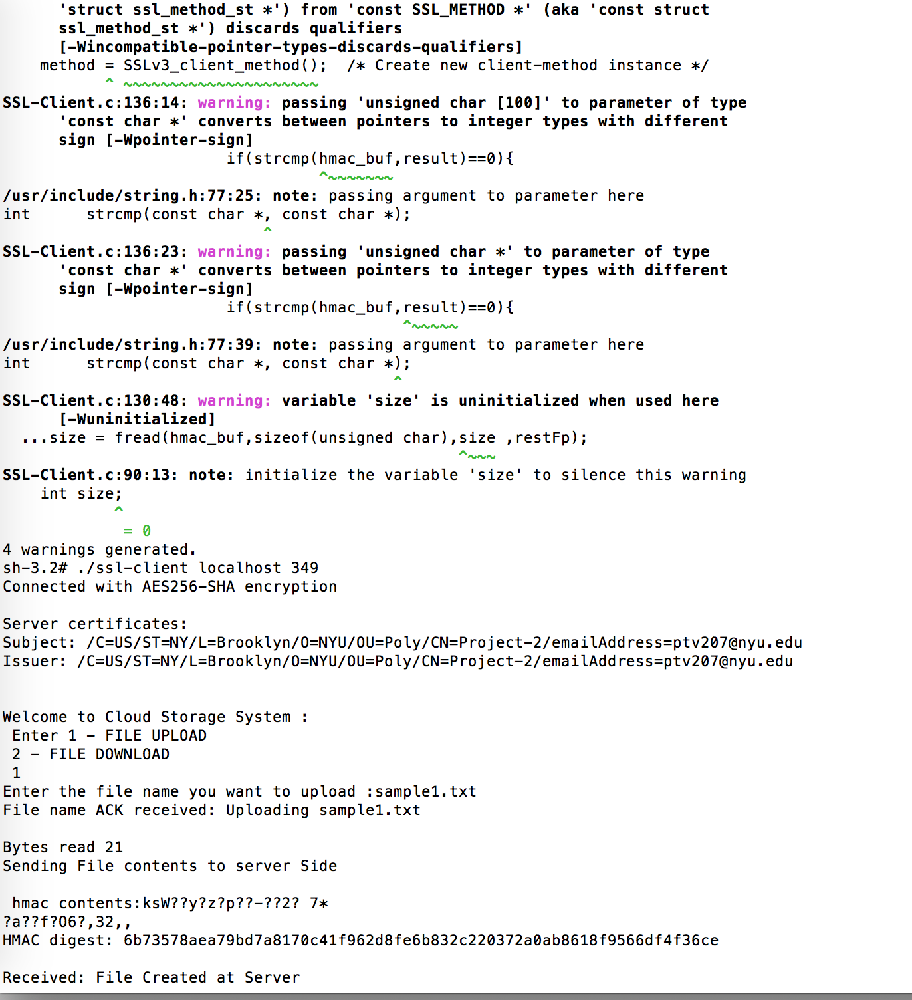 'struct ssl_method_st *') from 'const SSL_METHOD *' (aka 'const struct
ssl_method_st *') discards qualifiers
[-Wincompatible-pointer-types-discards-qualifiers]
method = SSLv3_client_method();  /* Create new client-method instance */
^ ~~~~~~~~~~~~~~~~~~~~~
SSL-Client.c:136:14: warning: passing 'unsigned char [100]' to parameter of type
'const char *' converts between pointers to integer types with different
sign [-Wpointer-sign]
if(strcmp(hmac_buf,result)==0){
^~~~~~~~
/usr/include/string.h:77:25: note: passing argument to parameter here
int      strcmp(const char *, const char *);
^
SSL-Client.c:136:23: warning: passing 'unsigned char *' to parameter of type
'const char *' converts between pointers to integer types with different
sign [-Wpointer-sign]
if(strcmp(hmac_buf,result)==0){
^~~~~~
/usr/include/string.h:77:39: note: passing argument to parameter here
int      strcmp(const char *, const char *);
^
SSL-Client.c:130:48: warning: variable 'size' is uninitialized when used here
[-Wuninitialized]
...size = fread(hmac_buf,sizeof(unsigned char),size ,restFp);
^~~~
SSL-Client.c:90:13: note: initialize the variable 'size' to silence this warning
int size;
^
= 0
4 warnings generated.
sh-3.2# ./ssl-client localhost 349
Connected with AES256-SHA encryption
Server certificates:
Subject: /C=US/ST=NY/L=Brooklyn/O=NYU/OU=Poly/CN=Project-2/emailAddress=ptv207@nyu.edu
Issuer: /C=US/ST=NY/L=Brooklyn/O=NYU/OU=Poly/CN=Project-2/emailAddress=ptv207@nyu.edu
Welcome to Cloud Storage System :
Enter 1 - FILE UPLOAD
2 - FILE DOWNLOAD
1
Enter the file name you want to upload :sample1.txt
File name ACK received: Uploading sample1.txt
Bytes read 21
Sending File contents to server Side
hmac contents:ksW??y?z?p??-??2? 7*
?a??f?O6?,32,,
HMAC digest: 6b73578aea79bd7a8170c41f962d8fe6b832c220372a0ab8618f9566df4f36ce
Received: File Created at Server